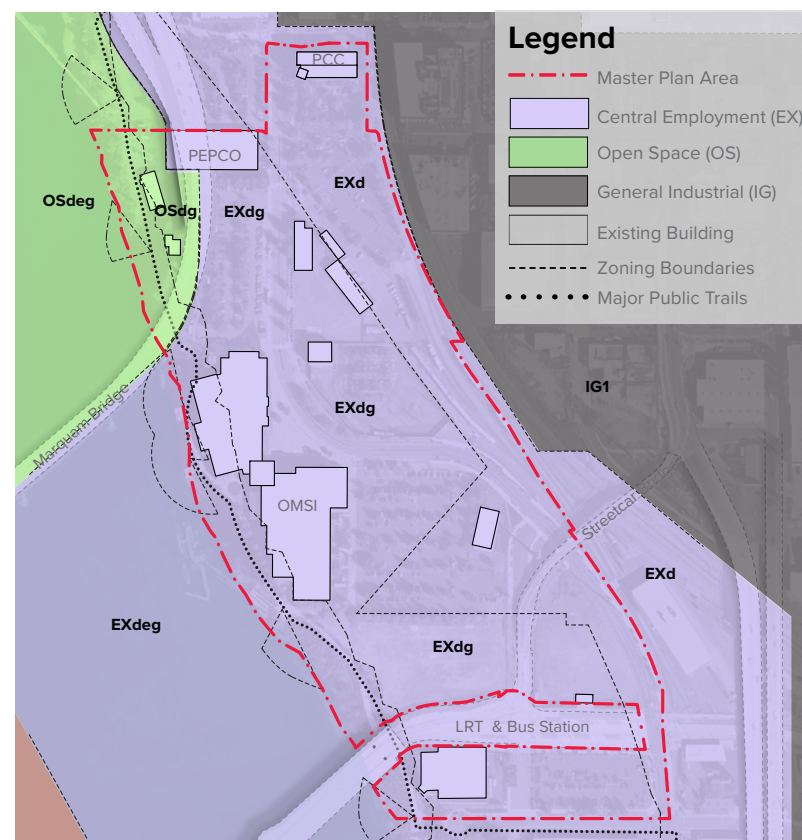 Legend
Master Plan Area
Central Employment (EX)
Open Space (OS)
General Industrial (IG)
Existing Building
Zoning Boundaries
Major Public Trails
PCC
PEPCO
EXd
OSdeg
OSdg
EXdg
IG1
EXdg
Marquam Bridge
OMSI
Streetcar
EXd
EXdeg
EXdg
LRT & Bus Station